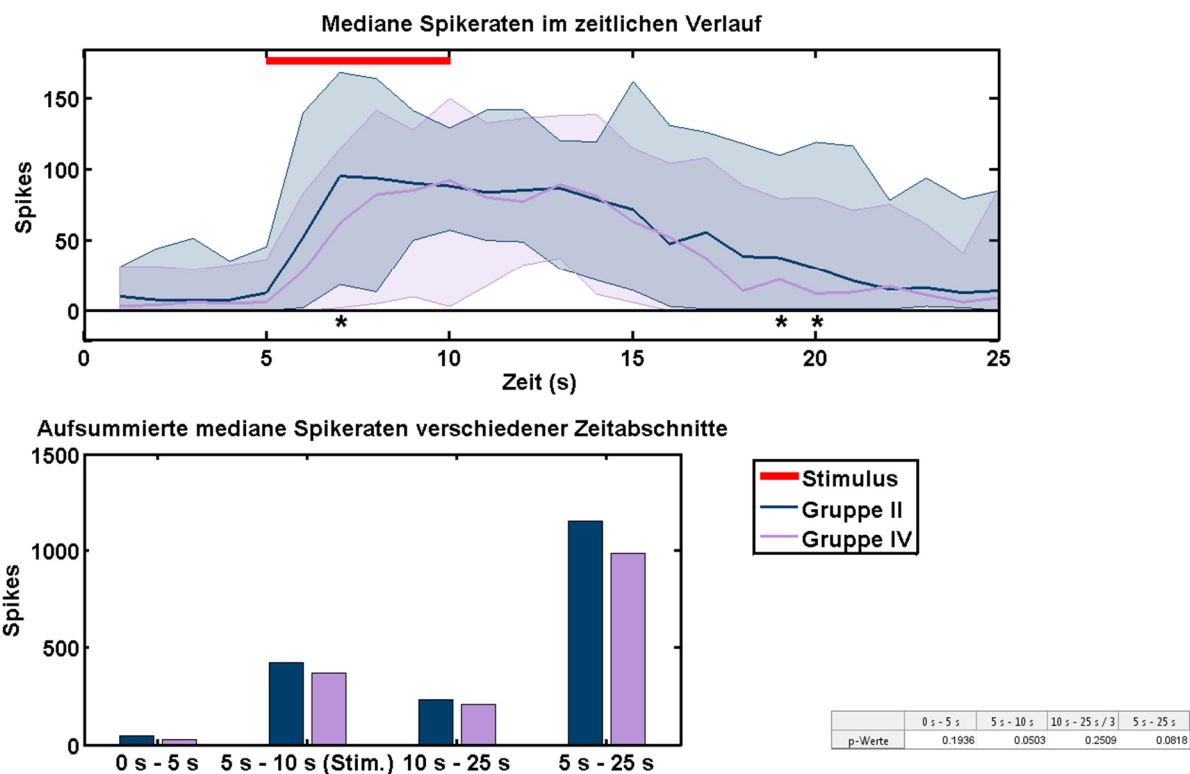 Mediane Spikeraten im zeitlichen Verlauf
150
100
50
0
Spikes
* * *
0 5 10 15 20 25
Zeit (s)
Aufsummierte mediane Spikeraten verschiedener Zeitabschnitte
1500
1000
500
0
Spikes
0 s - 5 s 5 s - 10 s (Stim.) 10 s - 25 s 5 s - 25 s
Stimulus
Gruppe II
Gruppe IV
0 s - 5 s 5 s - 10 s 10 s - 25 s / 3 5 s - 25 s
p-Werte 0.1936 0.0503 0.2509 0.0818